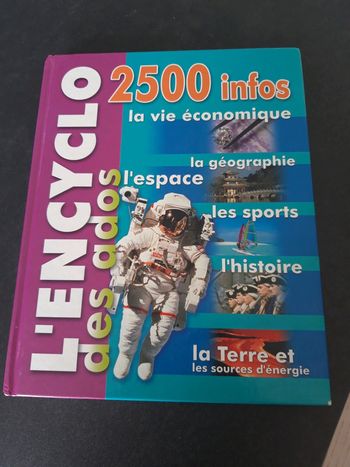 L'ENCYCLO
des ados
2500 infos
la vie économique
la géographie
l'espace
les sports
l'histoire
la Terre et
les sources d'énergie